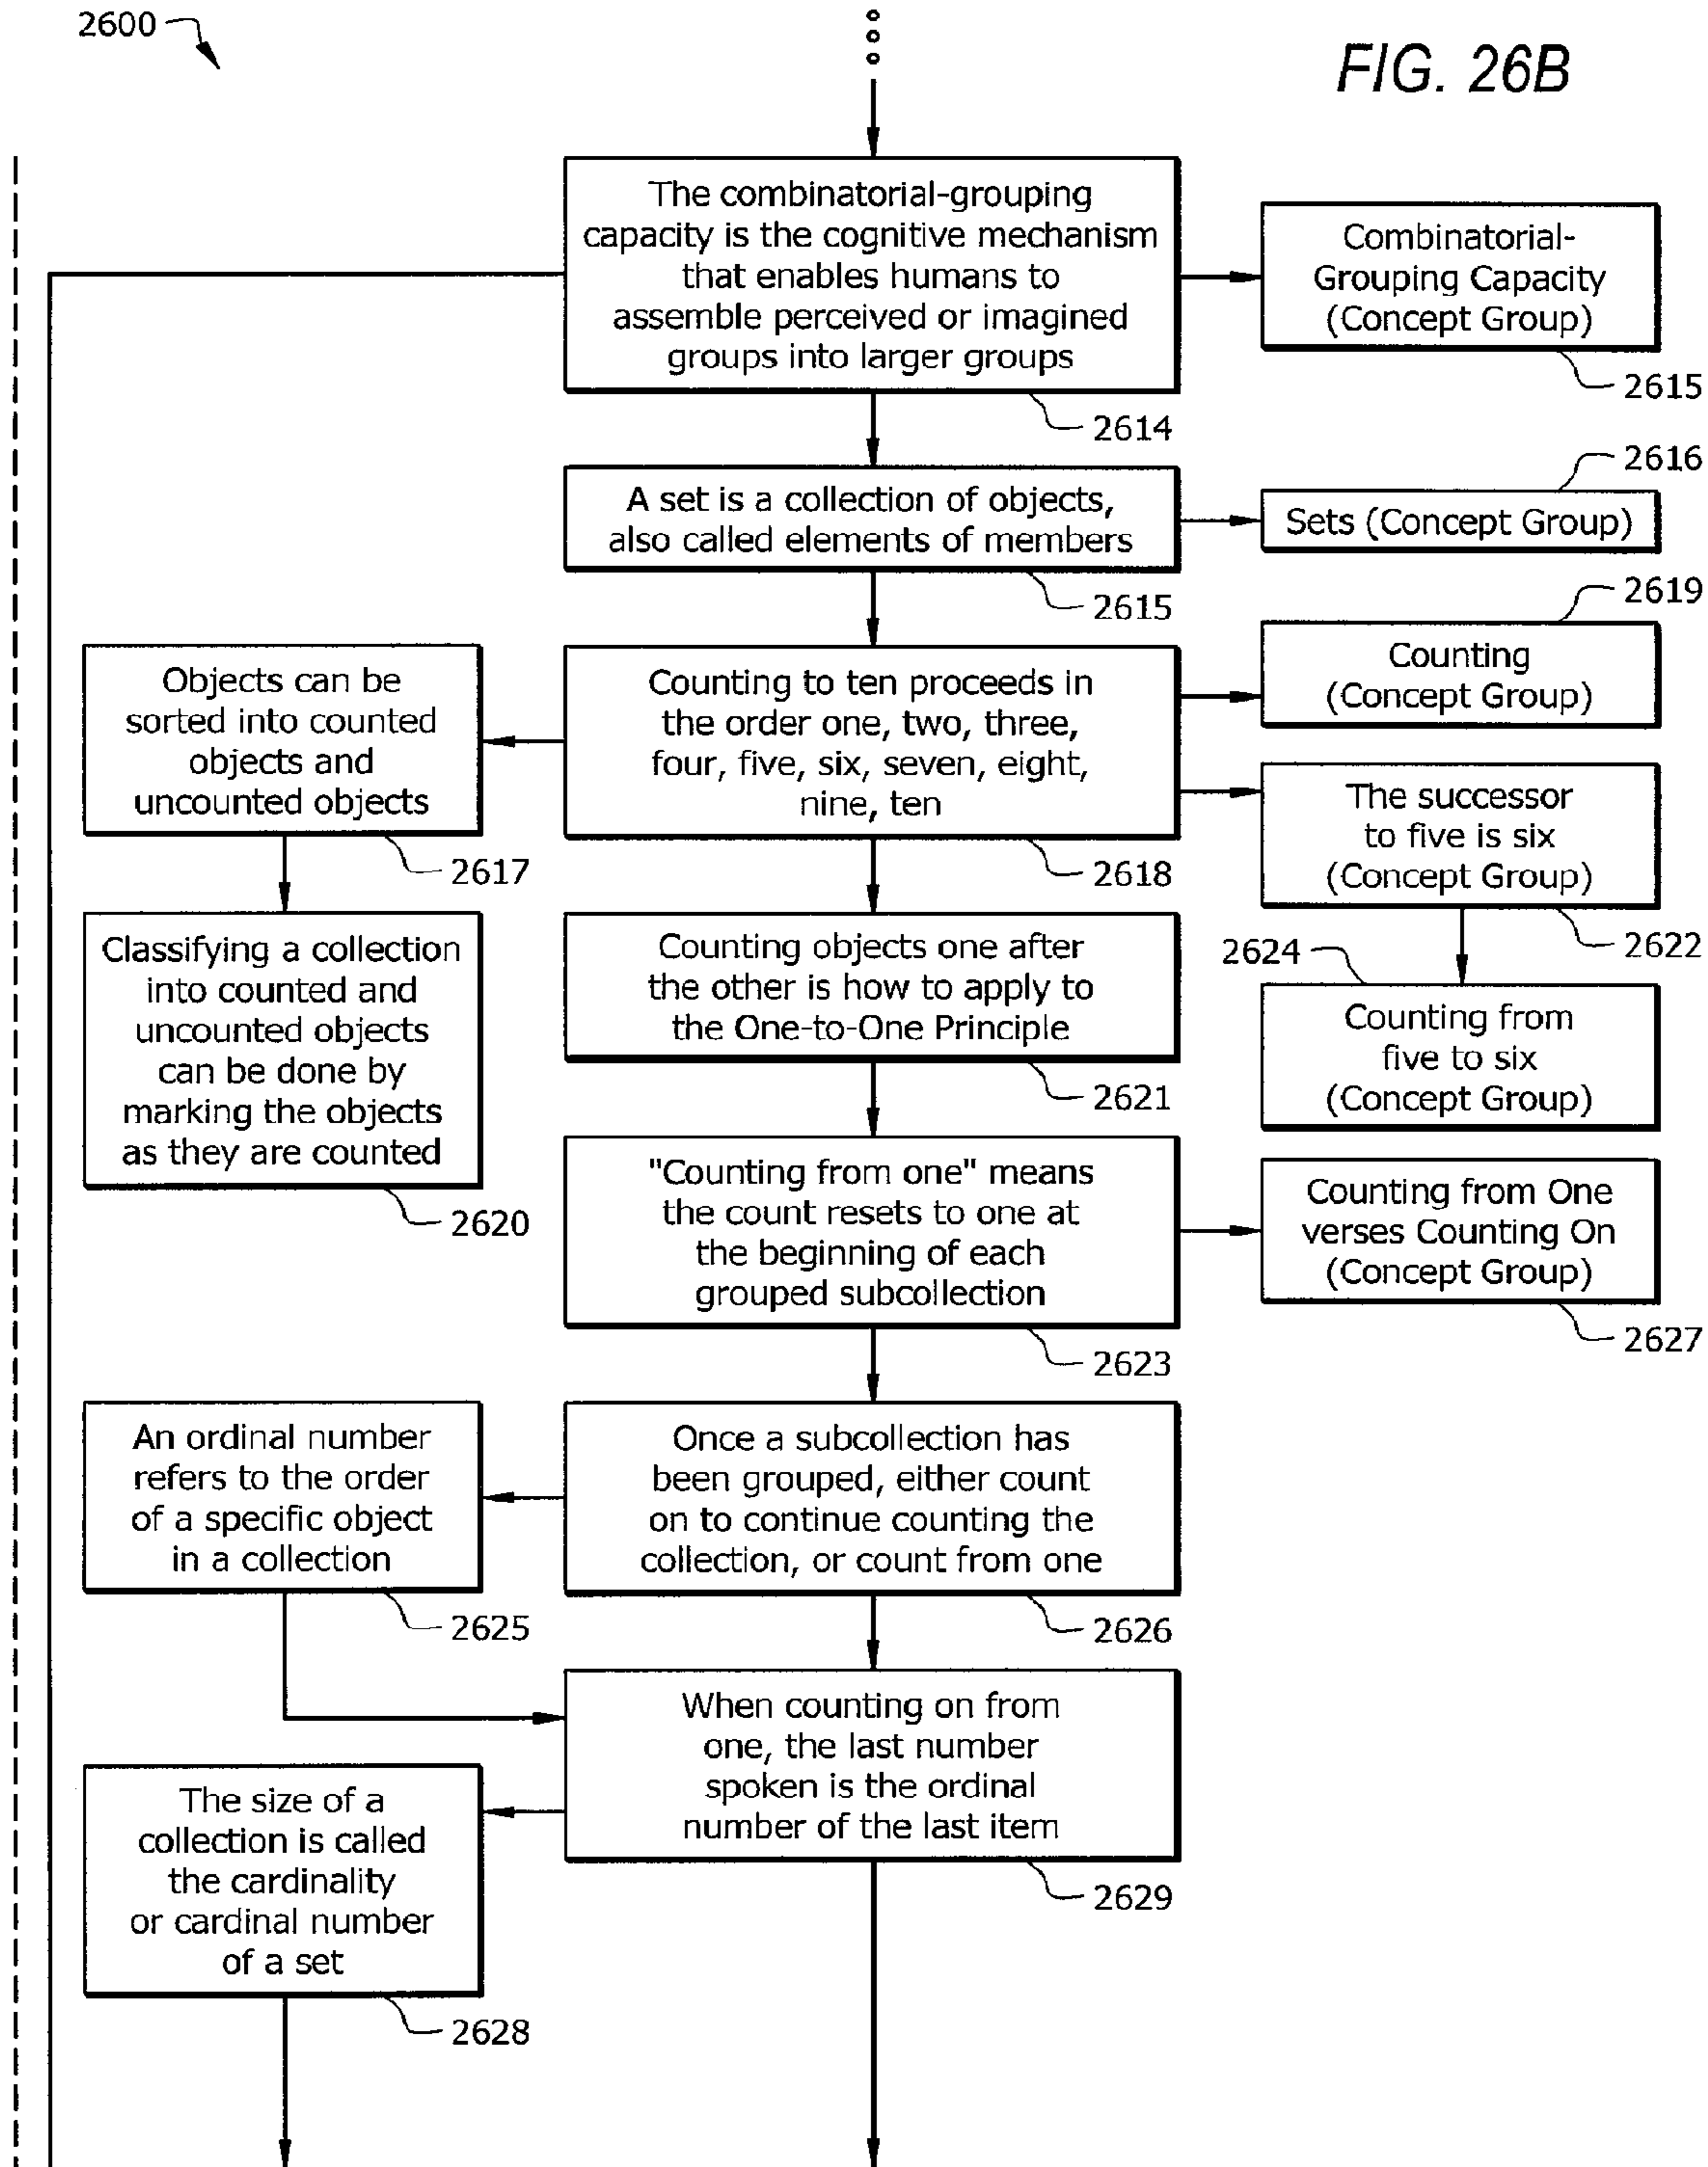 2600
FIG. 26B
The combinatorial-grouping
capacity is the cognitive mechanism
that enables humans to
assemble perceived or imagined
groups into larger groups
2614
Combinatorial-
Grouping Capacity
(Concept Group)
2615
A set is a collection of objects,
also called elements of members
2615
2616
Sets (Concept Group)
Objects can be
sorted into counted
objects and
uncounted objects
2617
Counting to ten proceeds in
the order one, two, three,
four, five, six, seven, eight,
nine, ten
2618
2619
Counting
(Concept Group)
The successor
to five is six
(Concept Group)
2622
Classifying a collection
into counted and
uncounted objects
can be done by
marking the objects
as they are counted
2620
Counting objects one after
the other is how to apply to
the One-to-One Principle
2621
2624
Counting from
five to six
(Concept Group)
"Counting from one" means
the count resets to one at
the beginning of each
grouped subcollection
2623
Counting from One
verses Counting On
(Concept Group)
2627
An ordinal number
refers to the order
of a specific object
in a collection
2625
Once a subcollection has
been grouped, either count
on to continue counting the
collection, or count from one
2626
When counting on from
one, the last number
spoken is the ordinal
number of the last item
2629
The size of a
collection is called
the cardinality
or cardinal number
of a set
2628